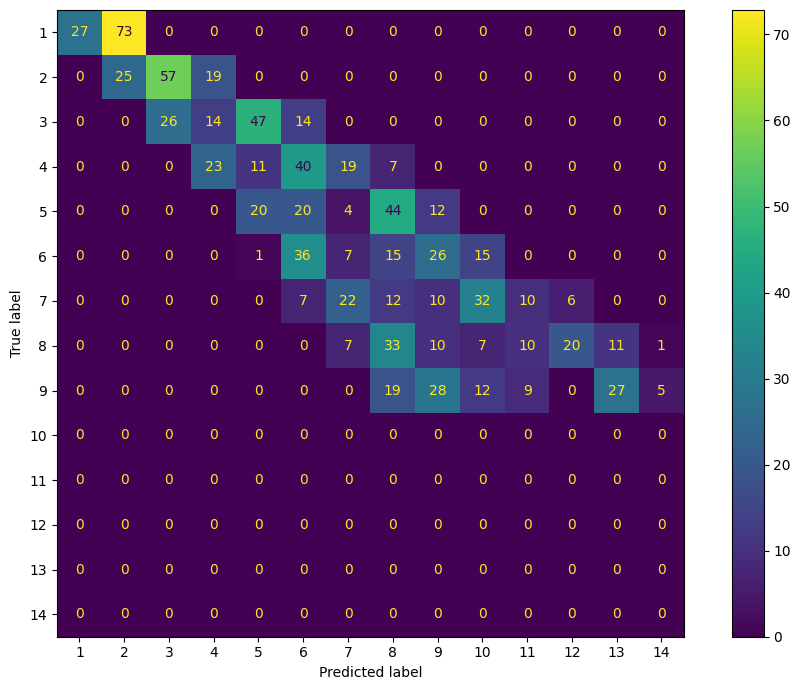 1 27 73 0 0 0 0 0 0 0 0 0 0 0 0
2 0 25 57 19 0 0 0 0 0 0 0 0 0 0
3 0 0 26 14 47 14 0 0 0 0 0 0 0 0
4 0 0 0 23 11 40 19 7 0 0 0 0 0 0
5 0 0 0 0 20 20 4 44 12 0 0 0 0 0
6 0 0 0 0 1 36 7 15 26 15 0 0 0 0
7 0 0 0 0 0 7 22 12 10 32 10 6 0 0
8 0 0 0 0 0 0 7 33 10 7 10 20 11 1
9 0 0 0 0 0 0 0 19 28 12 9 0 27 5
10 0 0 0 0 0 0 0 0 0 0 0 0 0 0
11 0 0 0 0 0 0 0 0 0 0 0 0 0 0
12 0 0 0 0 0 0 0 0 0 0 0 0 0 0
13 0 0 0 0 0 0 0 0 0 0 0 0 0 0
14 0 0 0 0 0 0 0 0 0 0 0 0 0 0
1 2 3 4 5 6 7 8 9 10 11 12 13 14
Predicted label
True label
70
60
50
40
30
20
10
0